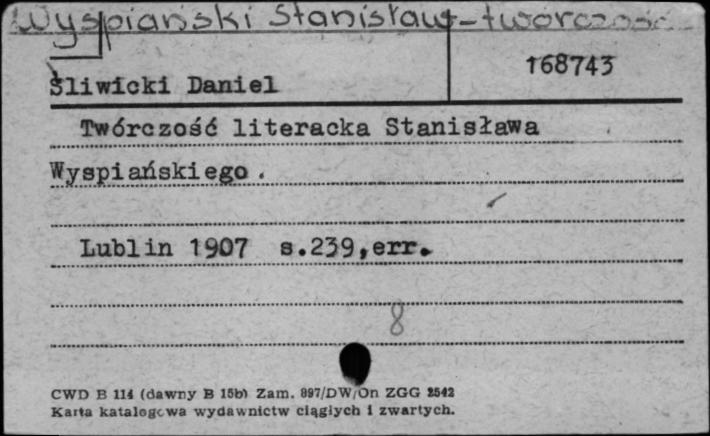 Wyspiański Stanisław - twórczość
168743
Śliwicki Daniel
Twórczość literacka Stanisława
Wyspiańskiego.
Lublin 1907 s.239,err.
8
CWD B 114 (dawny B 15b) Zam. 897/DW/On ZGG 2542
Karta katalogowa wydawnictw ciągłych i zwartych.